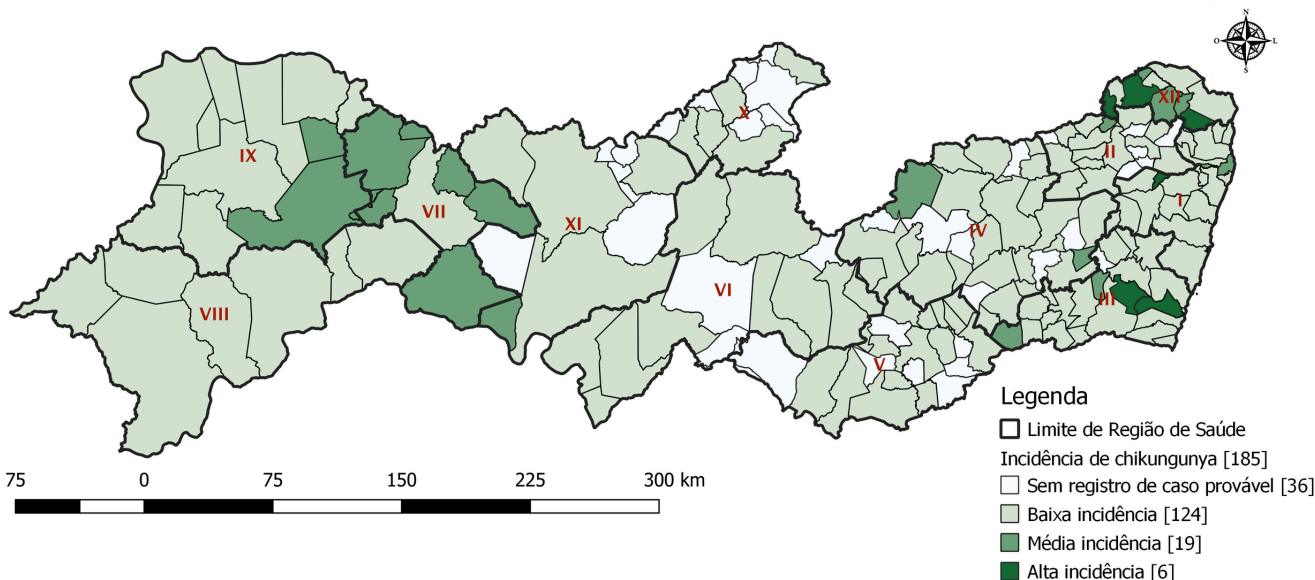 N
O L
S
XII
X
II
IX
I
VII
XI
IV
VI
III
VIII
V
Legenda
Limite de Região de Saúde
Incidência de chikungunya [185]
Sem registro de caso provável [36]
Baixa incidência [124]
Média incidência [19]
Alta incidência [6]
75 0 75 150 225 300 km